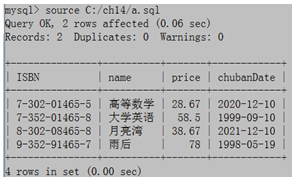 mysql> source C:/ch14/a.sql
Query OK, 2 rows affected (0.06 sec)
Records: 2  Duplicates: 0  Warnings: 0

+---------------+----------+-------+------------+
| ISBN          | name     | price | chubanDate |
+---------------+----------+-------+------------+
| 7-302-01465-5 | 高等数学 | 28.67 | 2020-12-10 |
| 7-352-01468-5 | 大学英语 |  58.5 | 1999-09-10 |
| 8-302-08465-8 | 月亮湾   | 38.67 | 2021-12-10 |
| 9-352-91465-7 | 雨后     |    78 | 1998-05-19 |
+---------------+----------+-------+------------+
4 rows in set (0.00 sec)